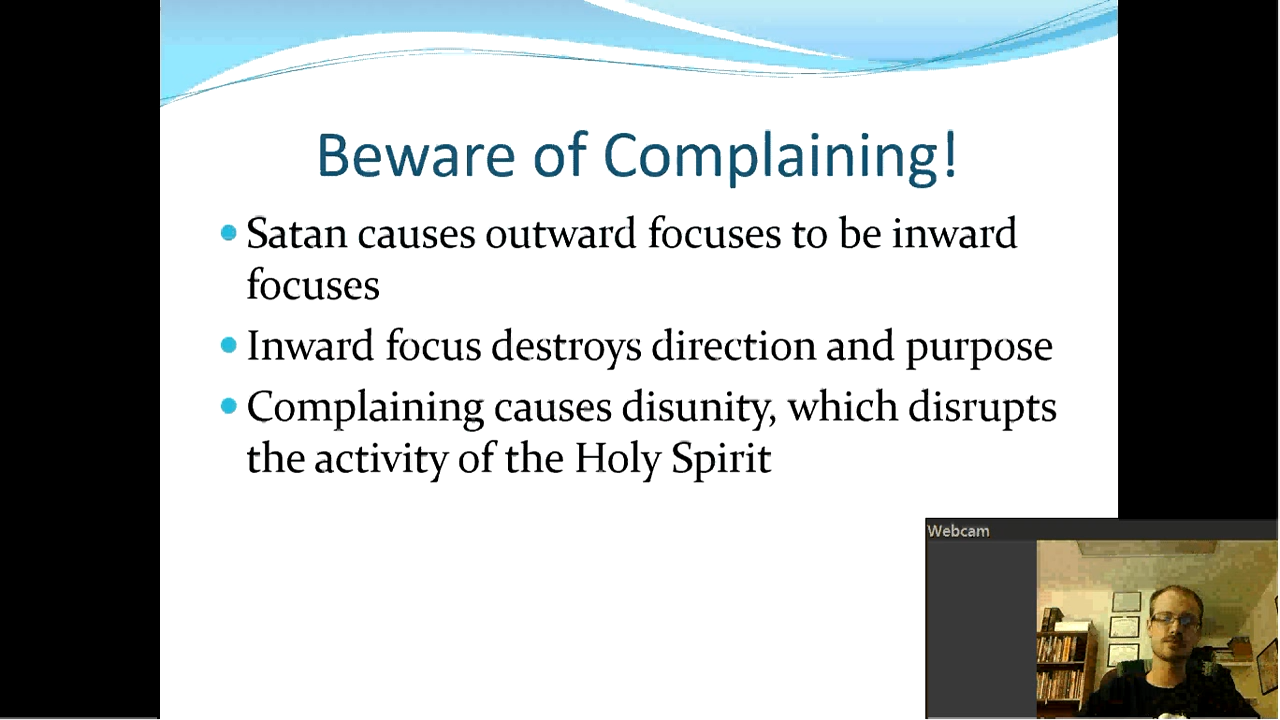 Beware of Complaining!
Satan causes outward focuses to be inward
focuses
Inward focus destroys direction and purpose
Complaining causes disunity, which disrupts
the activity of the Holy Spirit
Webcam